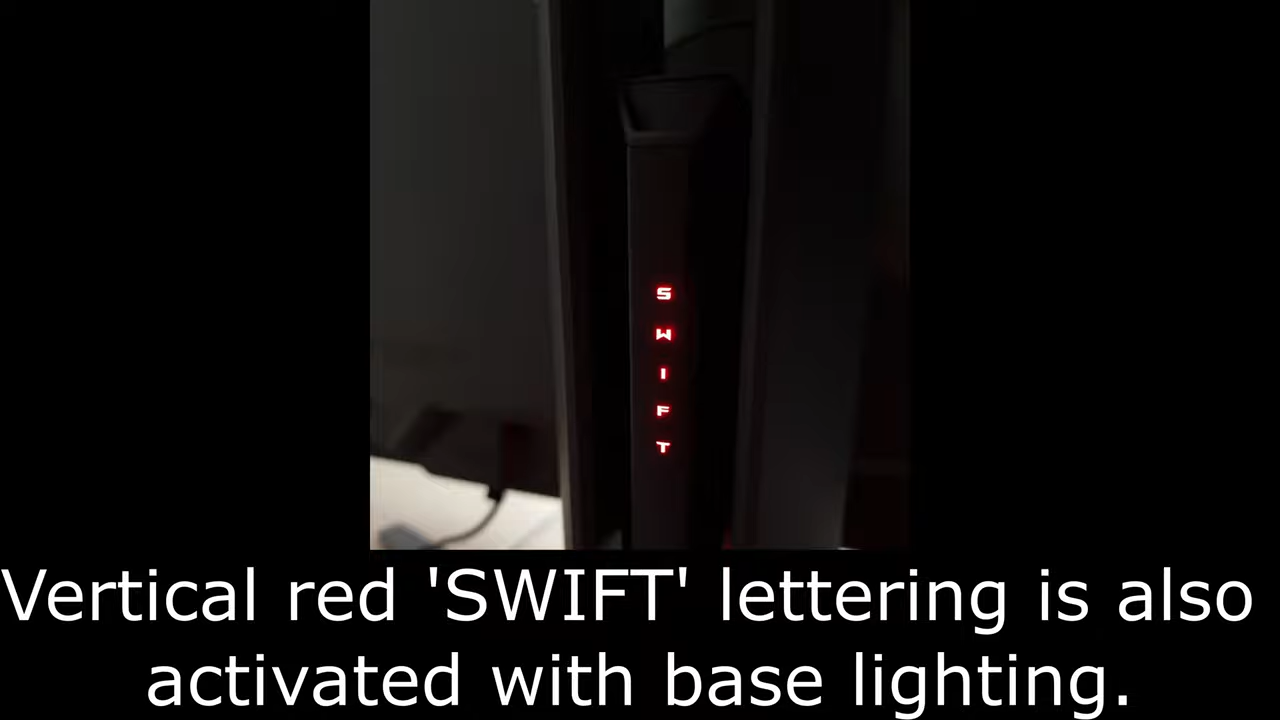 S
W
I
F
T
Vertical red 'SWIFT' lettering is also
activated with base lighting.